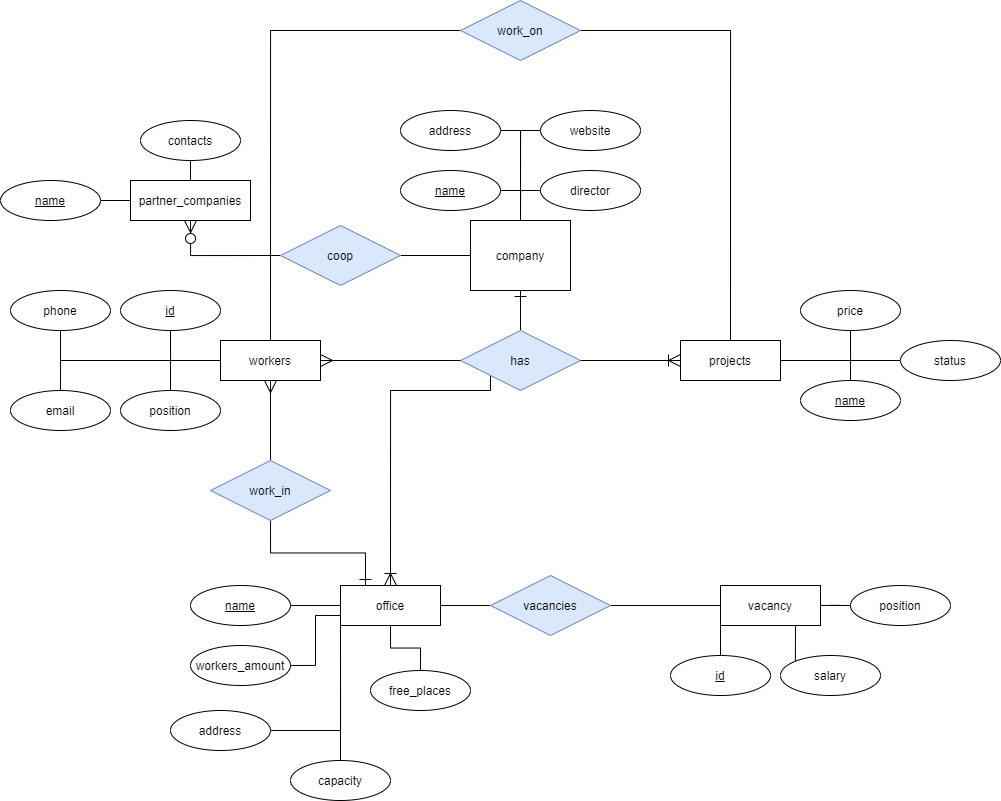 work_on
address
website
contacts
name
partner_companies
name
director
coop
company
phone
id
price
workers
has
projects
status
email
position
name
work_in
name
office
vacancies
vacancy
position
workers_amount
free_places
id
salary
address
capacity